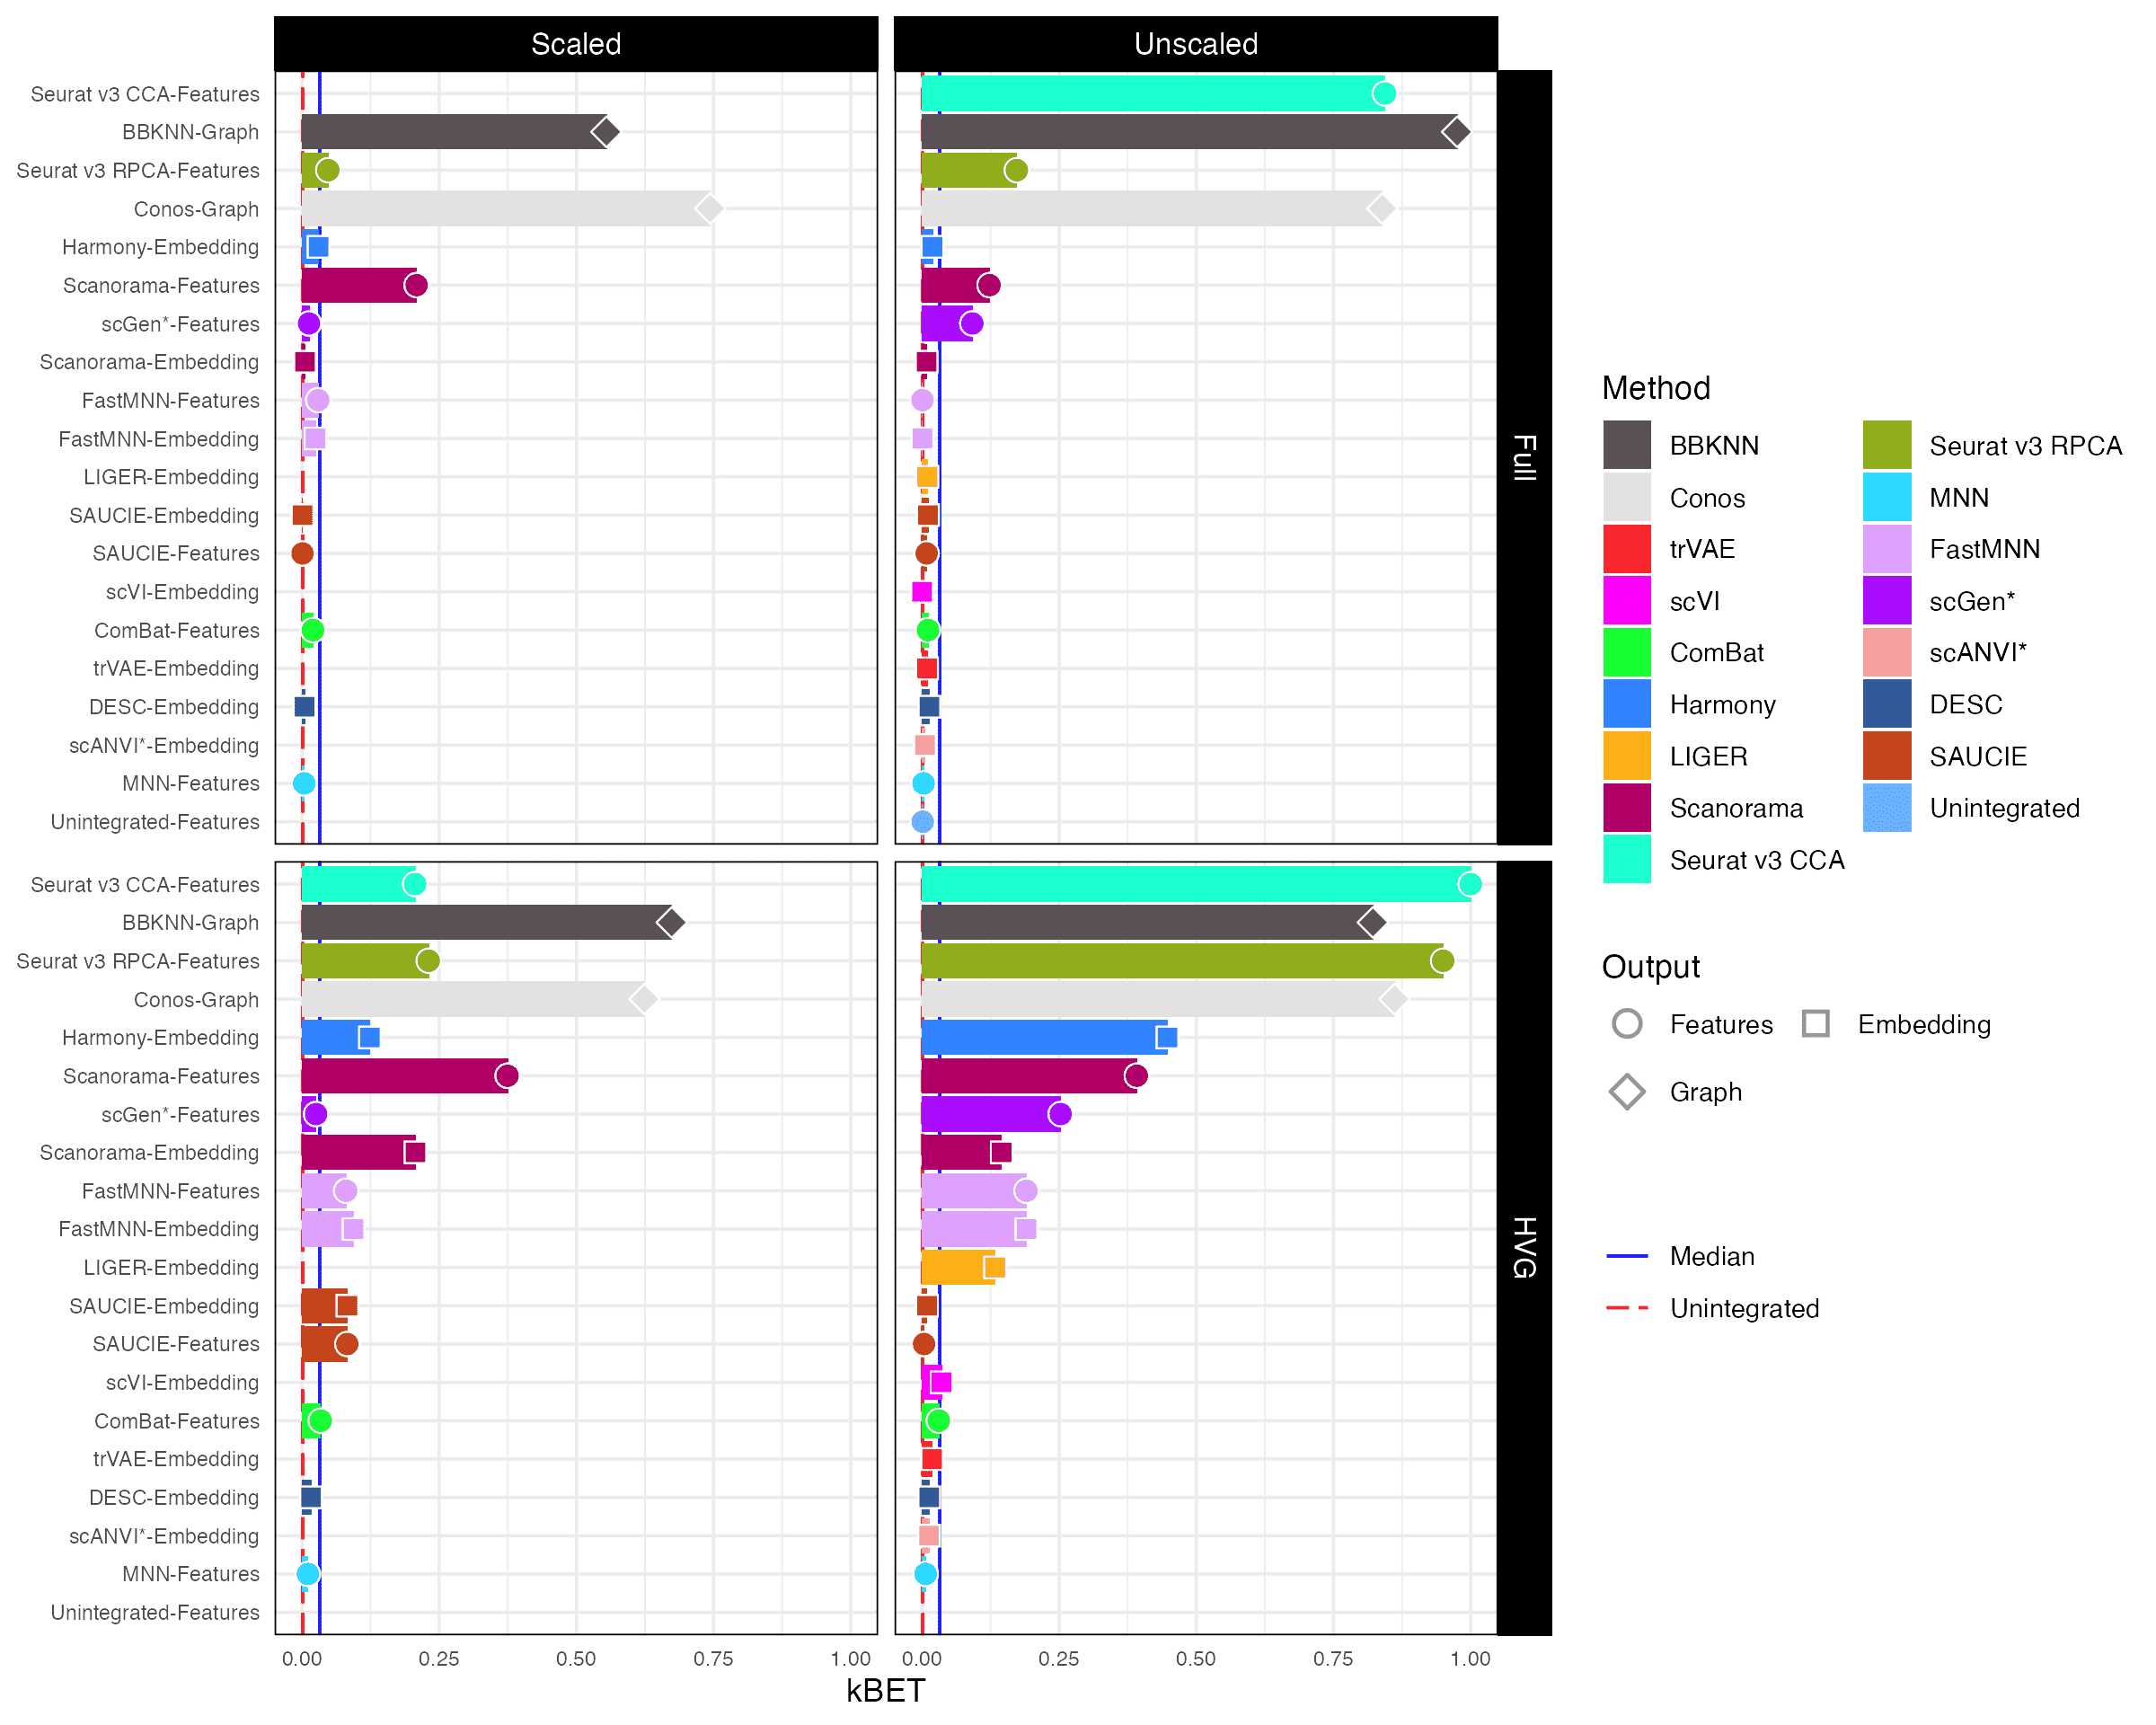 Scaled
Unscaled
Seurat v3 CCA-Features
BBKNN-Graph
Seurat v3 RPCA-Features
Conos-Graph
Harmony-Embedding
Scanorama-Features
scGen*-Features
Scanorama-Embedding
FastMNN-Features
FastMNN-Embedding
LIGER-Embedding
SAUCIE-Embedding
SAUCIE-Features
scVI-Embedding
ComBat-Features
trVAE-Embedding
DESC-Embedding
scANVI*-Embedding
MNN-Features
Unintegrated-Features
Full
Seurat v3 CCA-Features
BBKNN-Graph
Seurat v3 RPCA-Features
Conos-Graph
Harmony-Embedding
Scanorama-Features
scGen*-Features
Scanorama-Embedding
FastMNN-Features
FastMNN-Embedding
LIGER-Embedding
SAUCIE-Embedding
SAUCIE-Features
scVI-Embedding
ComBat-Features
trVAE-Embedding
DESC-Embedding
scANVI*-Embedding
MNN-Features
Unintegrated-Features
HVG
0.00 0.25 0.50 0.75 1.00
0.00 0.25 0.50 0.75 1.00
kBET
Method
BBKNN
Conos
trVAE
scVI
ComBat
Harmony
LIGER
Scanorama
Seurat v3 CCA
Seurat v3 RPCA
MNN
FastMNN
scGen*
scANVI*
DESC
SAUCIE
Unintegrated
Output
Features
Embedding
Graph
Median
Unintegrated